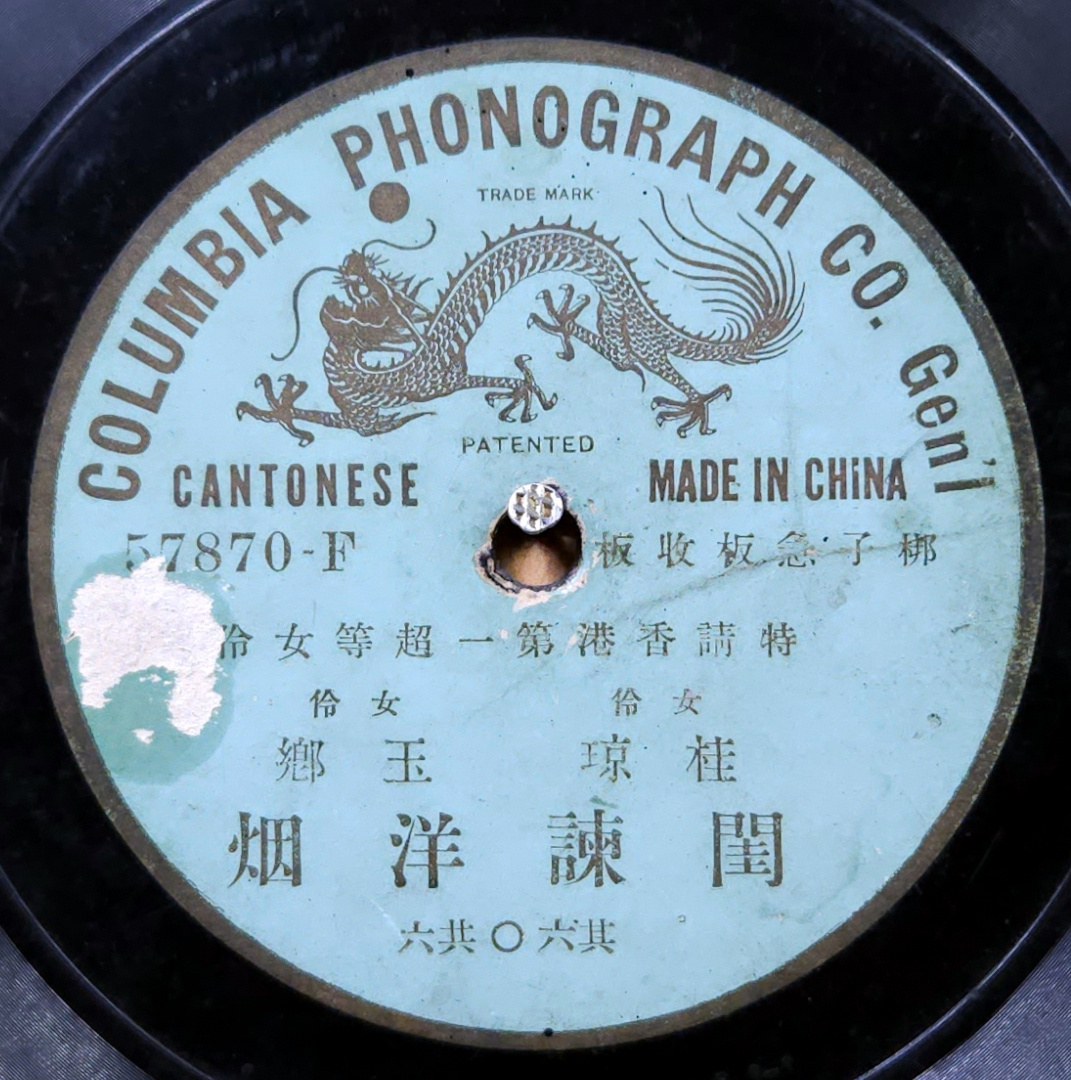 COLUMBIA PHONOGRAPH CO. Gen'l
TRADE MARK
PATENTED
CANTONESE MADE IN CHINA
57870-F
梆子急板收板
特請香港第一超等女伶
女伶 女伶
桂琼 玉鄉
閨諫洋烟
其六〇共六